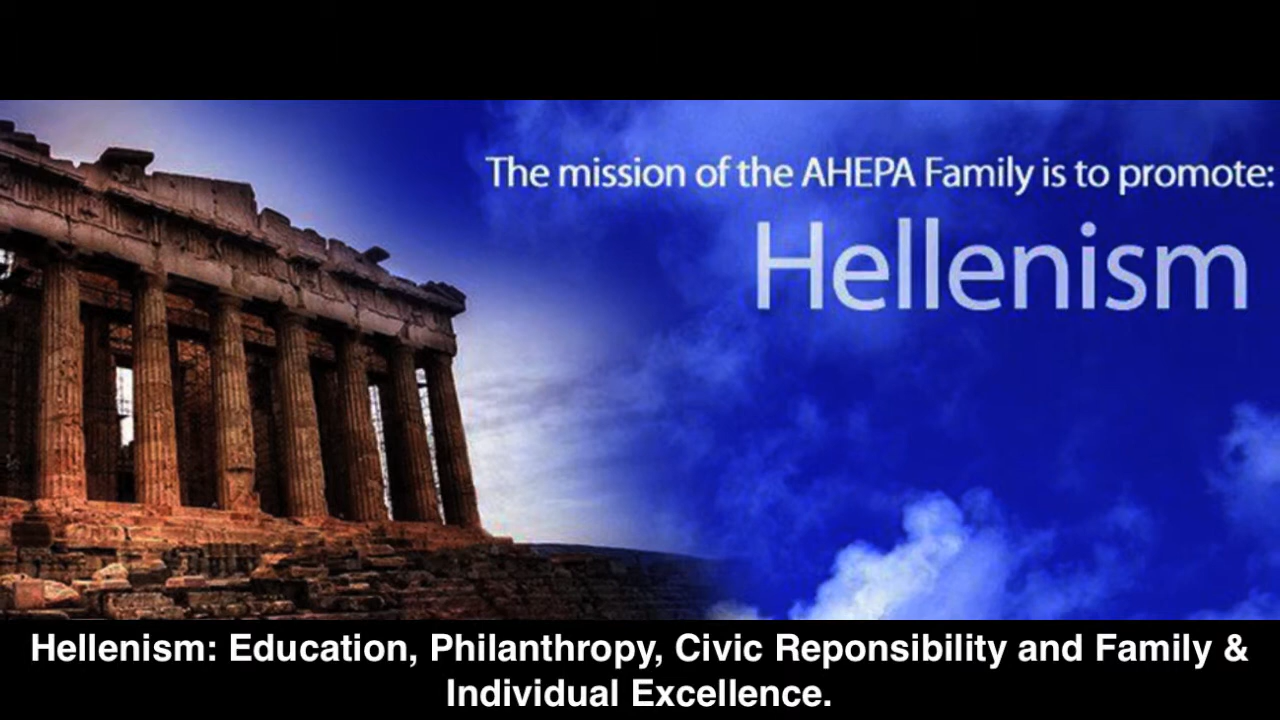 The mission of the AHEPA Family is to promote:
Hellenism
Hellenism: Education, Philanthropy, Civic Reponsibility and Family &
Individual Excellence.